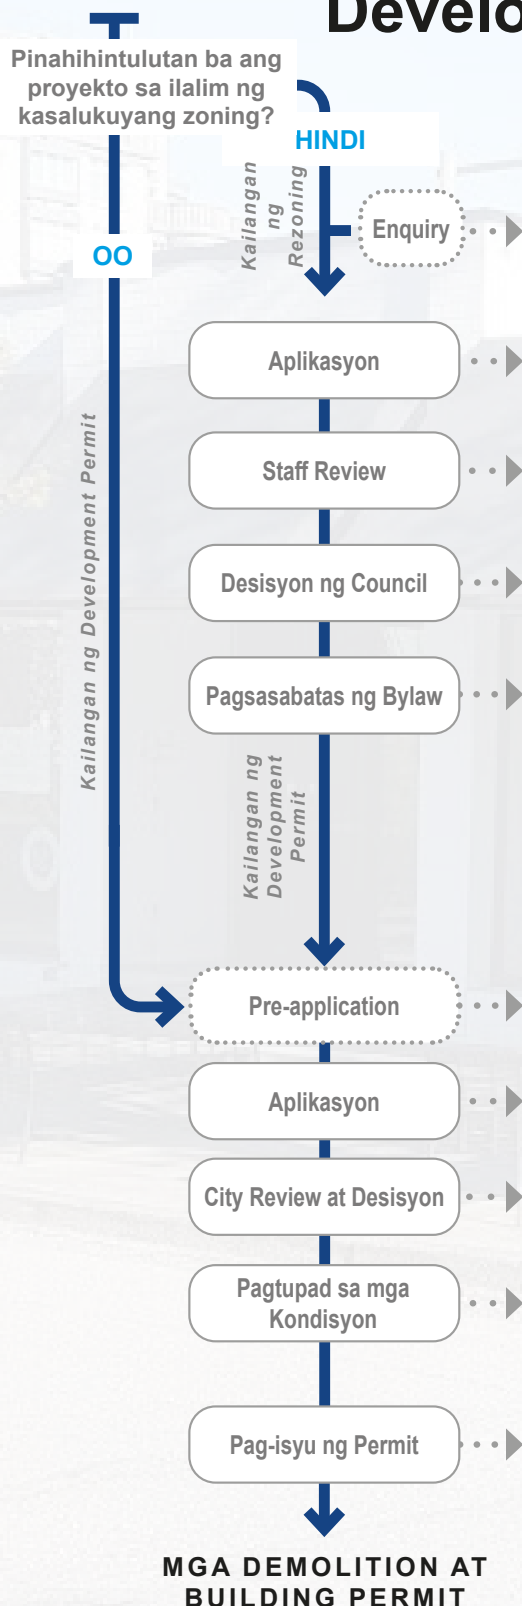 Develo
Pinahihintulutan ba ang
proyekto sa ilalim ng
kasalukuyang zoning?
HINDI
Kailangan
ng
Rezoning
Enquiry
OO
Aplikasyon
Staff Review
Desisyon ng Council
Pagsasabatas ng Bylaw
Kailangan ng Development Permit
Kailangan ng
Development
Permit
Pre-application
Aplikasyon
City Review at Desisyon
Pagtupad sa mga
Kondisyon
Pag-isyu ng Permit
MGA DEMOLITION AT
BUILDING PERMIT